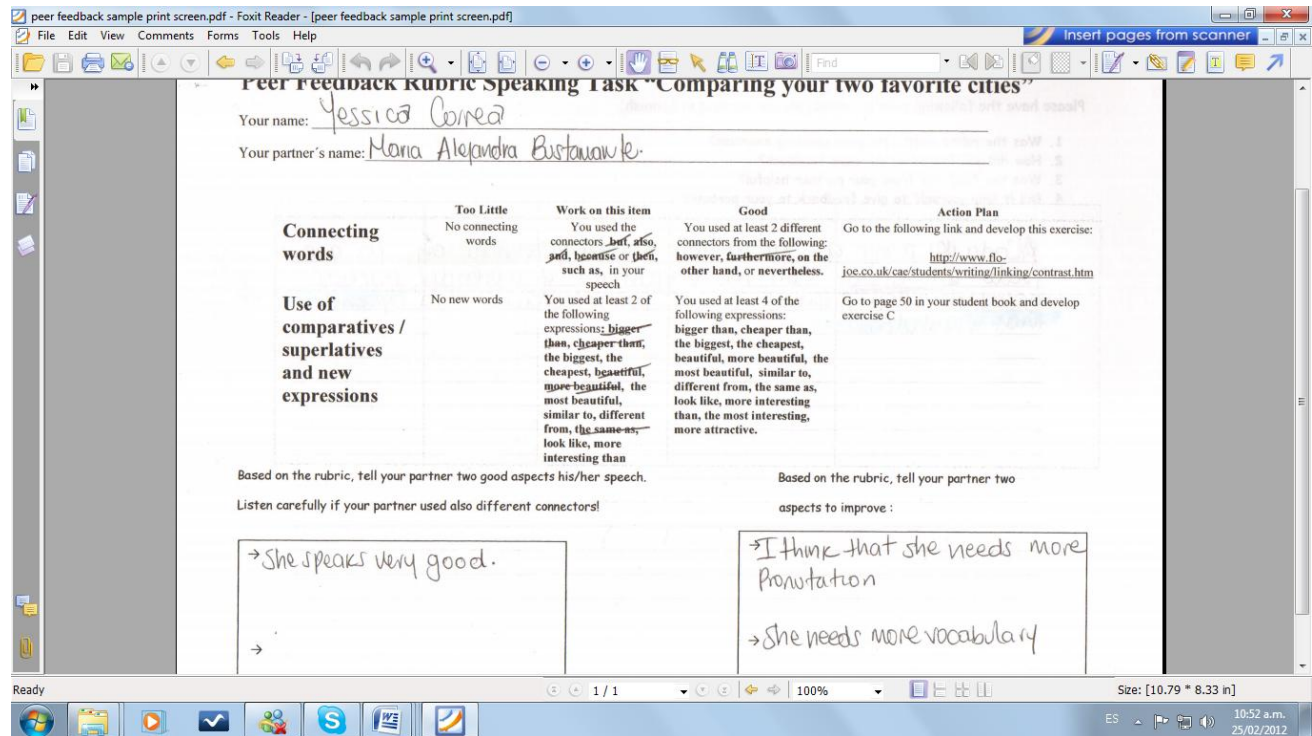 peer feedback sample print screen.pdf - Foxit Reader - [peer feedback sample print screen.pdf]
File Edit View Comments Forms Tools Help
Insert pages from scanner
Find
Peer Feedback Rubric Speaking Task "Comparing your two favorite cities"
Your name: Yessica Correa
Your partner´s name: Maria Alejandra Bustamante.
Too Little
Work on this item
Good
Action Plan
Connecting
words
No connecting
words
You used the
connectors but, also,
and, because or then,
such as, in your
speech
You used at least 2 different
connectors from the following:
however, furthermore, on the
other hand, or nevertheless.
Go to the following link and develop this exercise:
http://www.flo-
joe.co.uk/cae/students/writing/linking/contrast.htm
Use of
comparatives /
superlatives
and new
expressions
No new words
You used at least 2 of
the following
expressions: bigger
than, cheaper than,
the biggest, the
cheapest, beautiful,
more beautiful, the
most beautiful,
similar to, different
from, the same as,
look like, more
interesting than
You used at least 4 of the
following expressions:
bigger than, cheaper than,
the biggest, the cheapest,
beautiful, more beautiful, the
most beautiful, similar to,
different from, the same as,
look like, more interesting
than, the most interesting,
more attractive.
Go to page 50 in your student book and develop
exercise C
Based on the rubric, tell your partner two good aspects his/her speech.
Listen carefully if your partner used also different connectors!
Based on the rubric, tell your partner two
aspects to improve :
→ She speaks very good.
→
→ I think that she needs more
Pronutation
→ She needs more vocabulary
Ready
1 / 1
100%
Size: [10.79 * 8.33 in]
ES
10:52 a.m.
25/02/2012